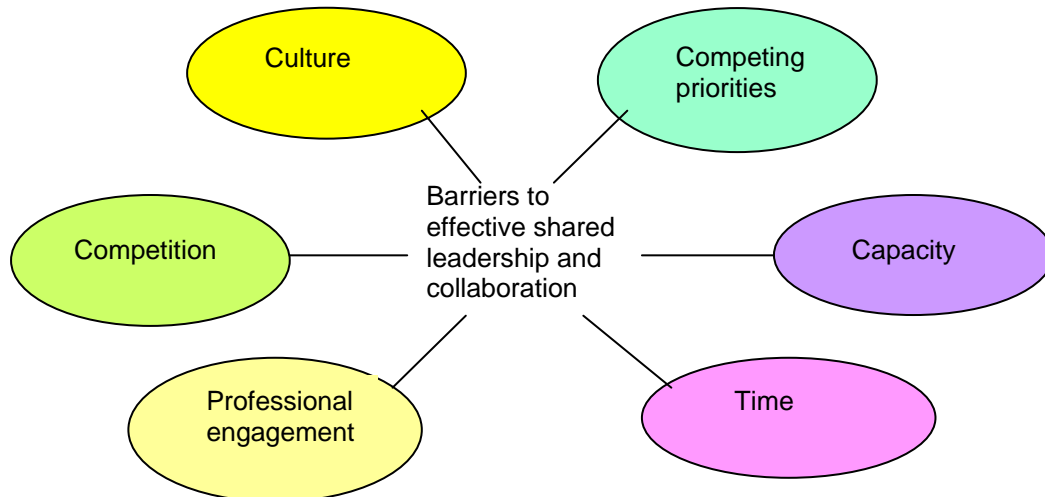 Culture
Competing
priorities
Barriers to
effective shared
leadership and
collaboration
Competition
Capacity
Professional
engagement
Time